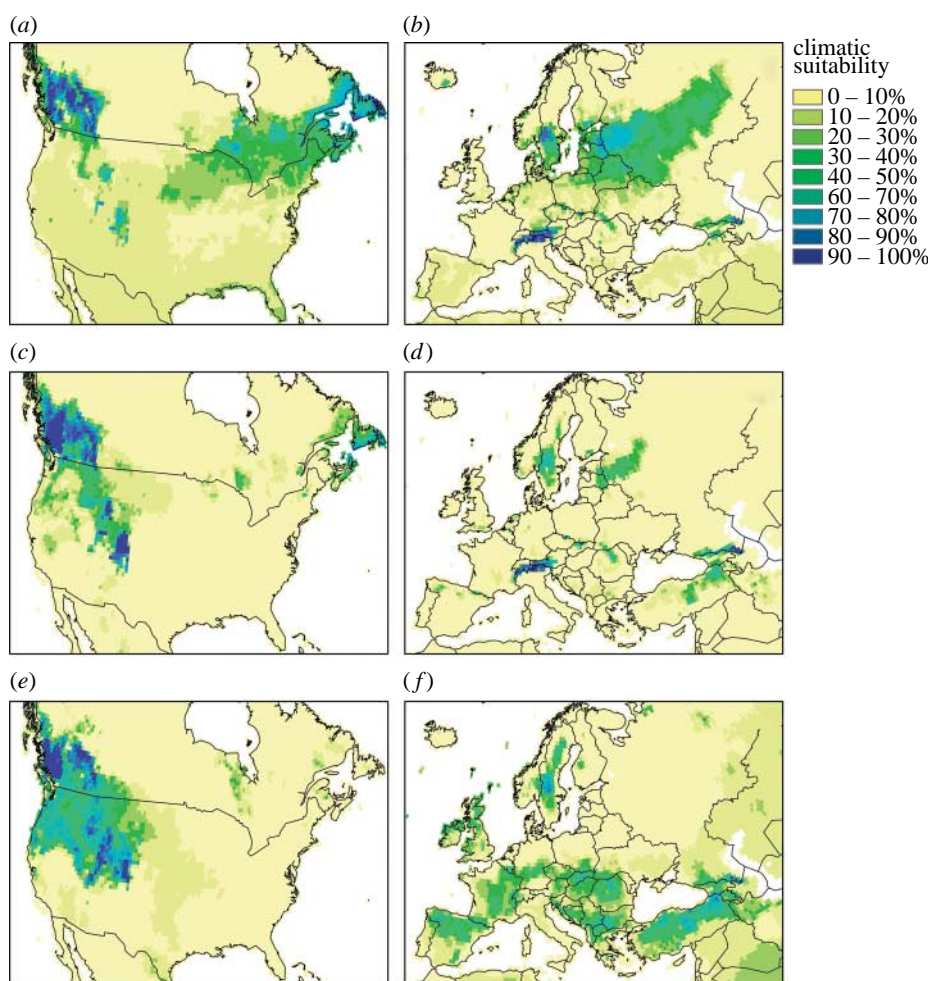 (a)
(b)
climatic
suitability
0 – 10%
10 – 20%
20 – 30%
30 – 40%
40 – 50%
60 – 70%
70 – 80%
80 – 90%
90 – 100%
(c)
(d)
(e)
(f)